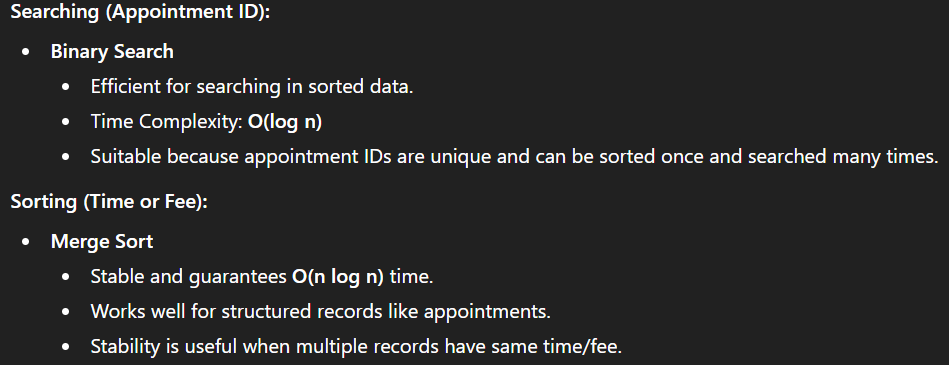 Searching (Appointment ID):
• Binary Search
• Efficient for searching in sorted data.
• Time Complexity: O(log n)
• Suitable because appointment IDs are unique and can be sorted once and searched many times.
Sorting (Time or Fee):
• Merge Sort
• Stable and guarantees O(n log n) time.
• Works well for structured records like appointments.
• Stability is useful when multiple records have same time/fee.